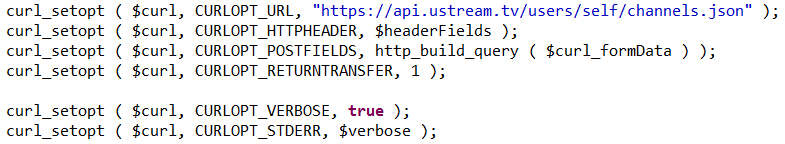 curl_setopt ( $curl, CURLOPT_URL, "https://api.ustream.tv/users/self/channels.json" );
curl_setopt ( $curl, CURLOPT_HTTPHEADER, $headerFields );
curl_setopt ( $curl, CURLOPT_POSTFIELDS, http_build_query ( $curl_formData ) );
curl_setopt ( $curl, CURLOPT_RETURNTRANSFER, 1 );
curl_setopt ( $curl, CURLOPT_VERBOSE, true );
curl_setopt ( $curl, CURLOPT_STDERR, $verbose );